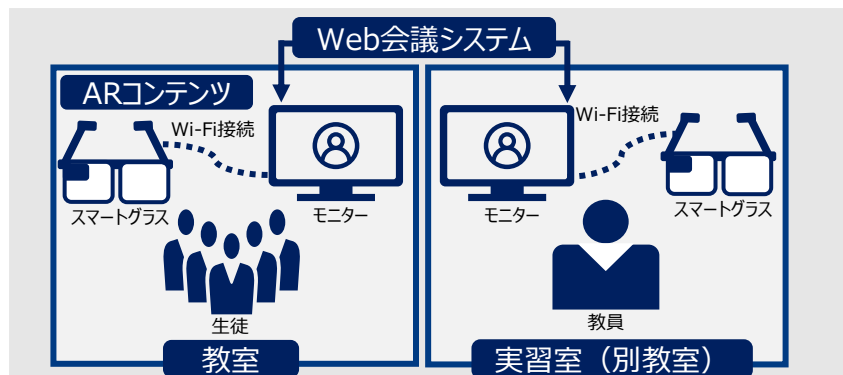 Web会議システム
ARコンテンツ
Wi-Fi接続
スマートグラス
モニター
生徒
教室
Wi-Fi接続
モニター
スマートグラス
教員
実習室（別教室）